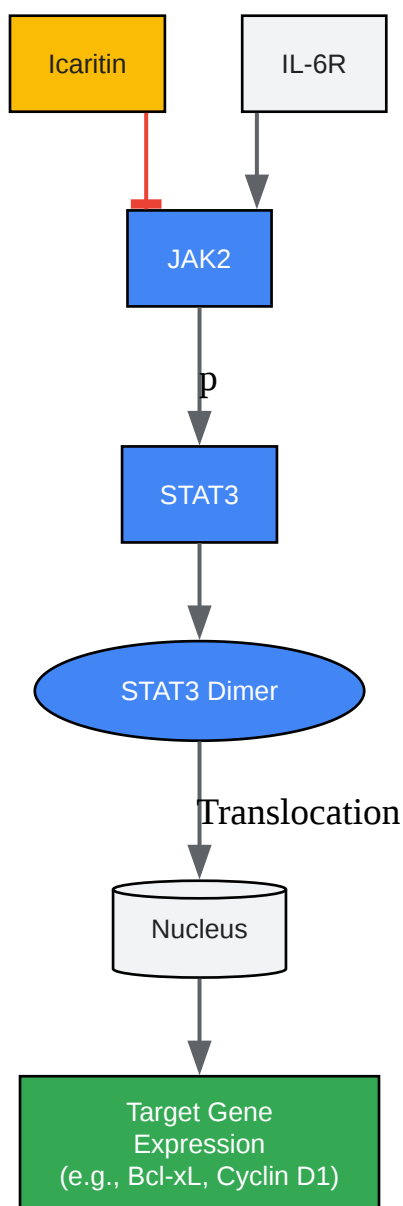 Icaritin
IL-6R
JAK2
p
STAT3
STAT3 Dimer
Translocation
Nucleus
Target Gene
Expression
(e.g., Bcl-xL, Cyclin D1)